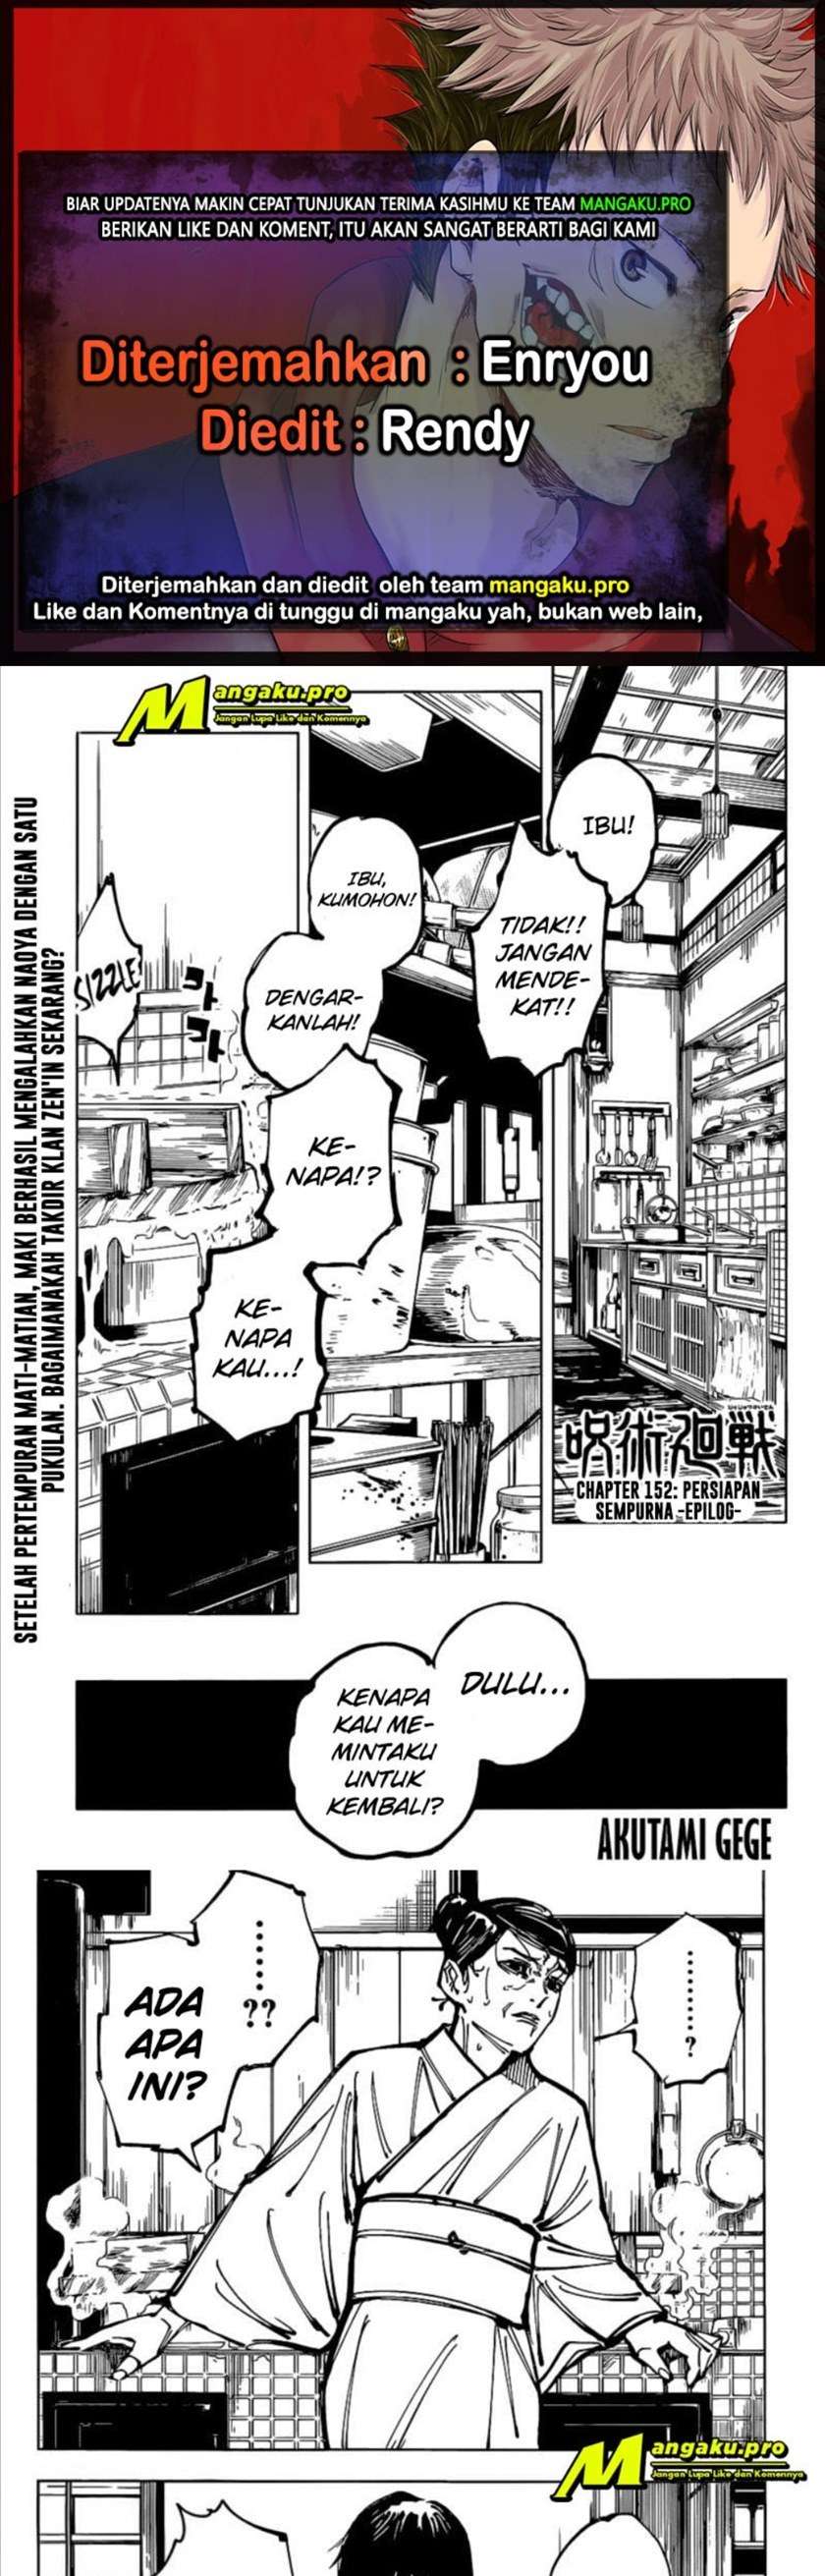 BIAR UPDATENYA MAKIN CEPAT TUNJUKAN TERIMA KASIHMU KE TEAM MANGAKU.PRO
BERIKAN LIKE DAN KOMENT, ITU AKAN SANGAT BERARTI BAGI KAMI
Diterjemahkan : Enryou
Diedit : Rendy
Diterjemahkan dan diedit oleh team mangaku.pro
Like dan Komentnya di tunggu di mangaku yah, bukan web lain,
Mangaku.pro
Jangan Lupa Like dan Komennya
SETELAH PERTEMPURAN MATI-MATIAN, MAKI BERHASIL MENGALAHKAN NAOYA DENGAN SATU
PUKULAN. BAGAIMANAKAH TAKDIR KLAN ZEN'IN SEKARANG?
IBU!
TIDAK!!
JANGAN
MENDE-
KAT!!
IBU,
KUMOHON!
DENGAR-
KANLAH!
KE-
NAPA!?
KE-
NAPA
KAU...!
SIZZLE!
コト
コト
呪術廻戦
CHAPTER 152: PERSIAPAN
SEMPURNA -EPILOG-
DULU...
KENAPA
KAU ME-
MINTAKU
UNTUK
KEMBALI?
AKUTAMI GEGE
.........?
......??
ADA
APA
INI?
Mangaku.pro
Jangan Lupa Like dan Komennya